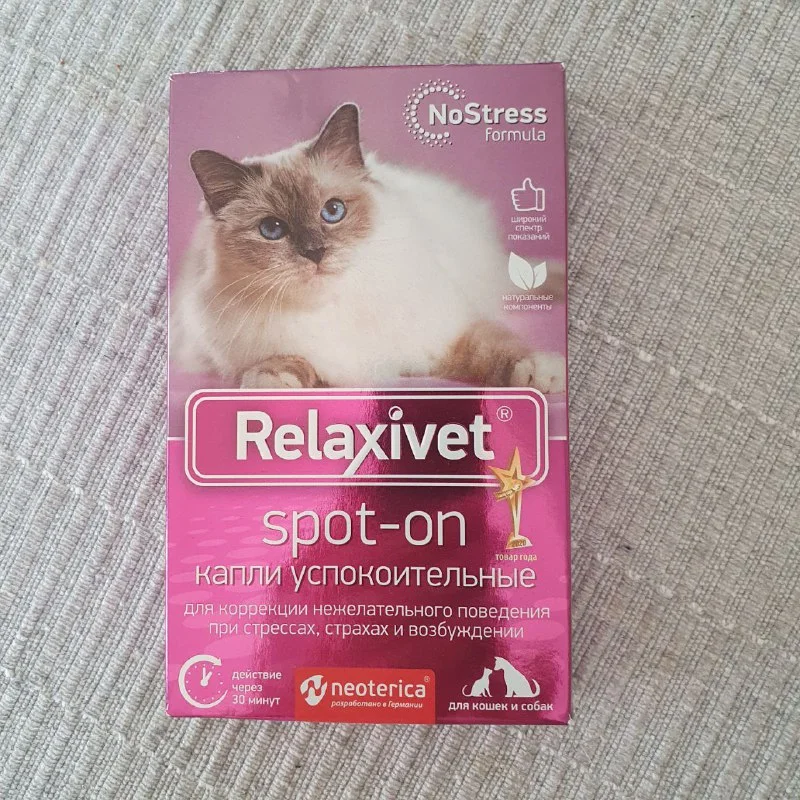 NoStress
formula
широкий
спектр
показаний
натуральные
компоненты
Relaxivet®
spot-on
2020
товар года
капли успокоительные
для коррекции нежелательного поведения
при стрессах, страхах и возбуждении
действие
через
30 минут
neoterica®
разработано в Германии
для кошек и собак